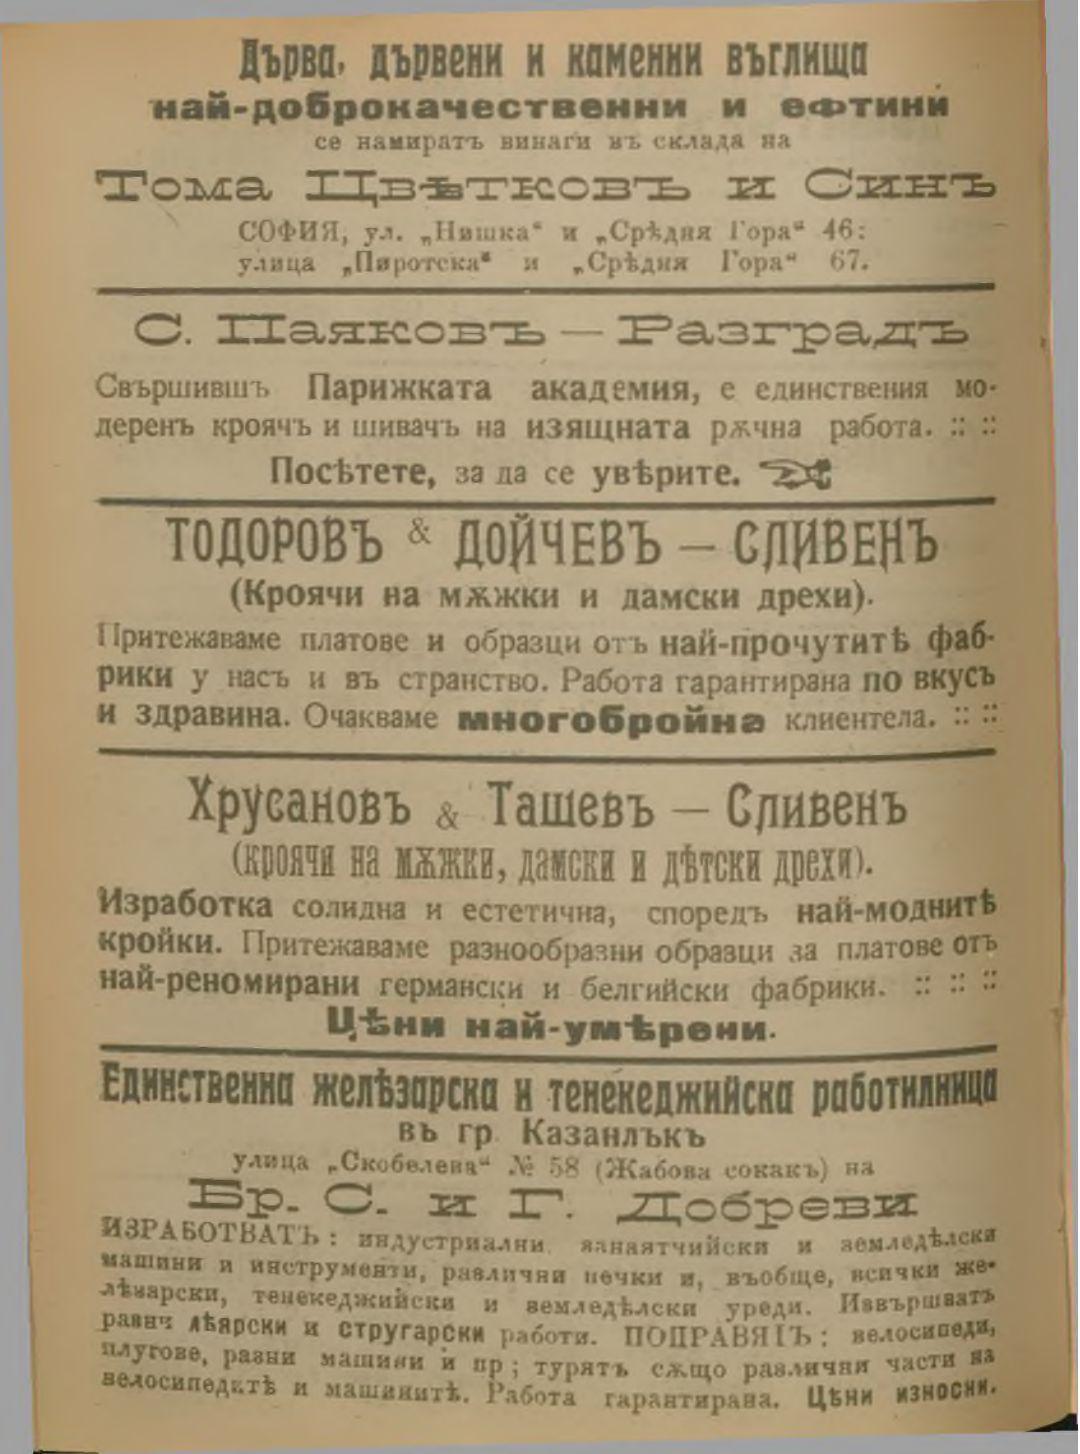 Дърва, дървени и каменни въглища
най-доброкачественни и ефтини
се намиратъ винаги въ склада на
Тома Цвѣтковъ и Синъ
СОФИЯ, ул. „Нишка“ и „Срѣдня Гора“ 46:
улица „Пиротска“ и „Срѣдня Гора“ 67.
С. Паяковъ — Разградъ
Свършившъ Парижката академия, е единствения мо-
деренъ кроячъ и шивачъ на изящната рѫчна работа. :: ::
Посѣтете, за да се увѣрите.
ТОДОРОВЪ & ДОЙЧЕВЪ — СЛИВЕНЪ
(Кроячи на мѫжки и дамски дрехи).
Притежаваме платове и образци отъ най-прочутитѣ фаб-
рики у насъ и въ странство. Работа гарантирана по вкусъ
и здравина. Очакваме многобройна клиентела. :: ::
Хрусановъ & Ташевъ — Сливенъ
(кроячи на мѫжки, дамски и дѣтски дрехи).
Изработка солидна и естетична, споредъ най-моднитѣ
кройки. Притежаваме разнообразни образци за платове отъ
най-реномирани германски и белгийски фабрики. :: :: ::
Цѣни най-умѣрени.
Единственна желѣзарска и тенекеджийска работилница
въ гр. Казанлъкъ
улица „Скобелева“ № 58 (Жабова сокакъ) на
Бр. С. и Г. Добреви
ИЗРАБОТВАТЪ: индустриални, занаятчийски и земледѣлски
машини и инструменти, различни печки и, въобще, всички же-
лѣзарски, тенекеджийски и земледѣлски уреди. Извършватъ
разни лѣярски и стругарски работи. ПОПРАВЯТЪ: велосипеди,
плугове, разни машини и пр; турятъ сѫщо различни части на
велосипедитѣ и машинитѣ. Работа гарантирана. Цѣни износни.